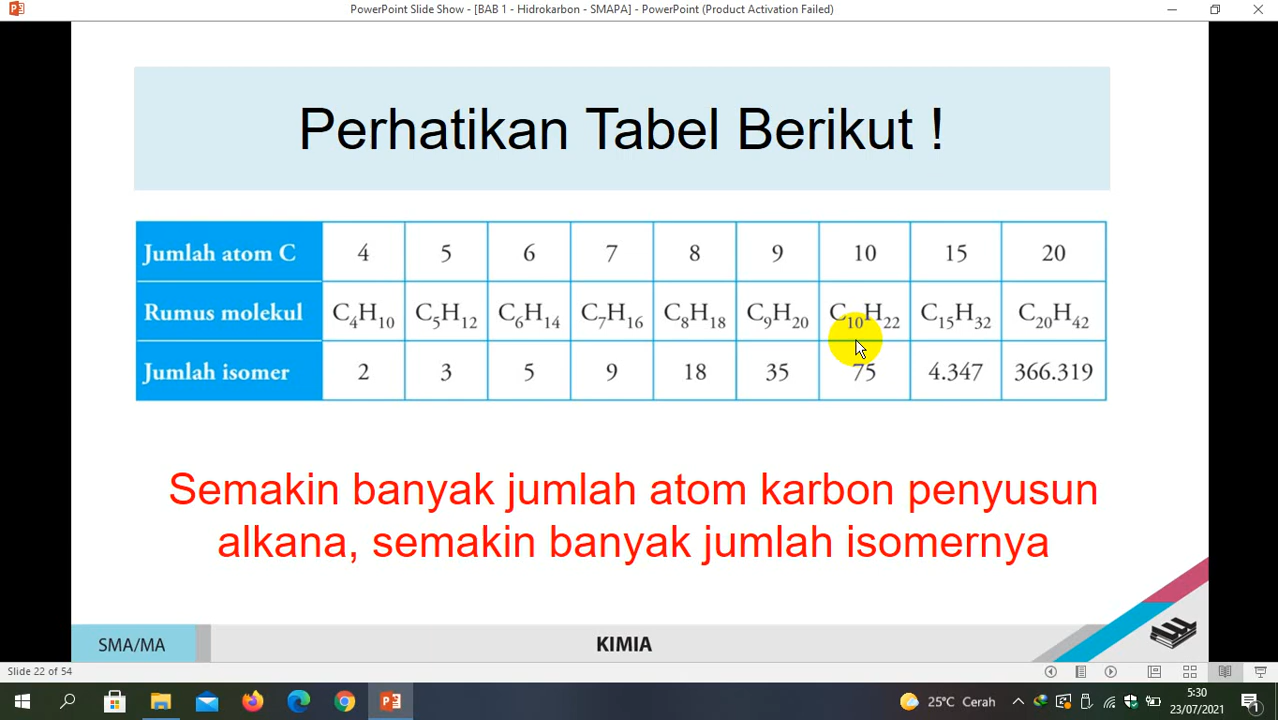 PowerPoint Slide Show - [BAB 1 - Hidrokarbon - SMAPA] - PowerPoint (Product Activation Failed)
Perhatikan Tabel Berikut !
Jumlah atom C 4 5 6 7 8 9 10 15 20
Rumus molekul C₄H₁₀ C₅H₁₂ C₆H₁₄ C₇H₁₆ C₈H₁₈ C₉H₂₀ C₁₀H₂₂ C₁₅H₃₂ C₂₀H₄₂
Jumlah isomer 2 3 5 9 18 35 75 4.347 366.319
Semakin banyak jumlah atom karbon penyusun
alkana, semakin banyak jumlah isomernya
SMA/MA KIMIA
Slide 22 of 54
25°C Cerah 5:30
23/07/2021 1